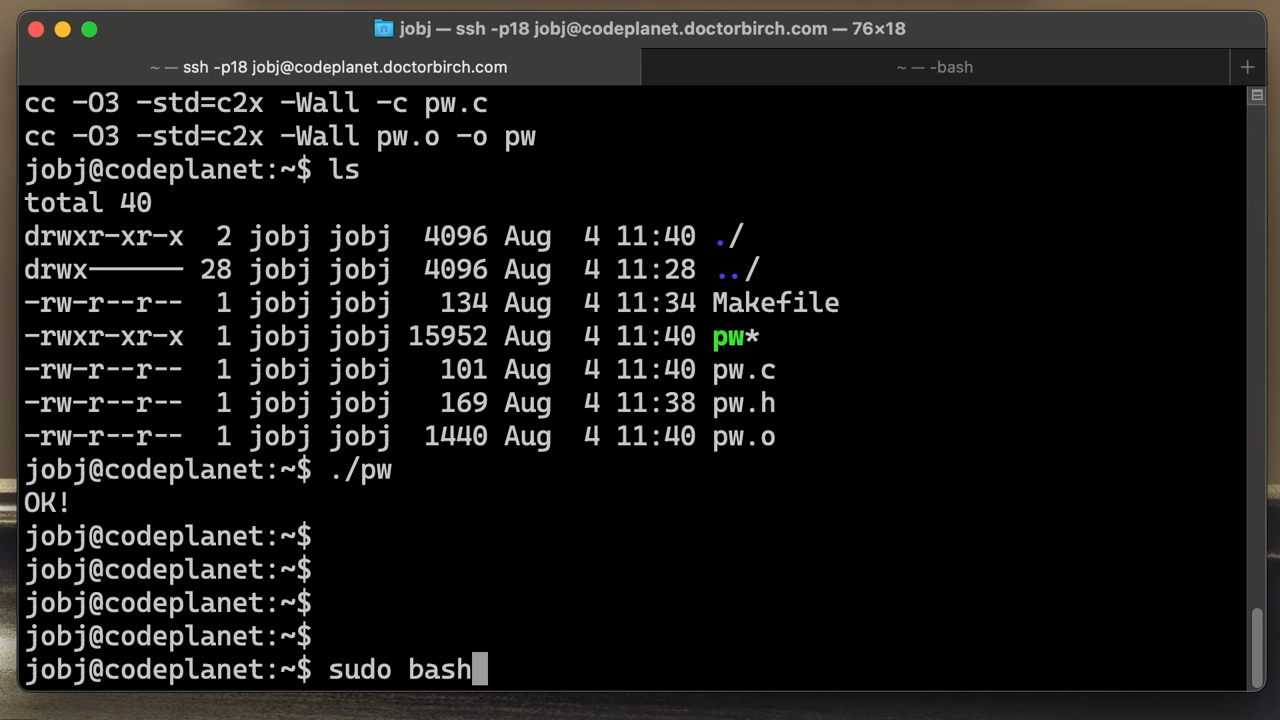 jobj — ssh -p18 jobj@codeplanet.doctorbirch.com — 76×18
~ — ssh -p18 jobj@codeplanet.doctorbirch.com
~ — -bash
+
cc -O3 -std=c2x -Wall -c pw.c
cc -O3 -std=c2x -Wall pw.o -o pw
jobj@codeplanet:~$ ls
total 40
drwxr-xr-x  2 jobj jobj  4096 Aug  4 11:40 ./
drwx------ 28 jobj jobj  4096 Aug  4 11:28 ../
-rw-r--r--  1 jobj jobj   134 Aug  4 11:34 Makefile
-rwxr-xr-x  1 jobj jobj 15952 Aug  4 11:40 pw*
-rw-r--r--  1 jobj jobj   101 Aug  4 11:40 pw.c
-rw-r--r--  1 jobj jobj   169 Aug  4 11:38 pw.h
-rw-r--r--  1 jobj jobj  1440 Aug  4 11:40 pw.o
jobj@codeplanet:~$ ./pw
OK!
jobj@codeplanet:~$
jobj@codeplanet:~$
jobj@codeplanet:~$
jobj@codeplanet:~$
jobj@codeplanet:~$ sudo bash